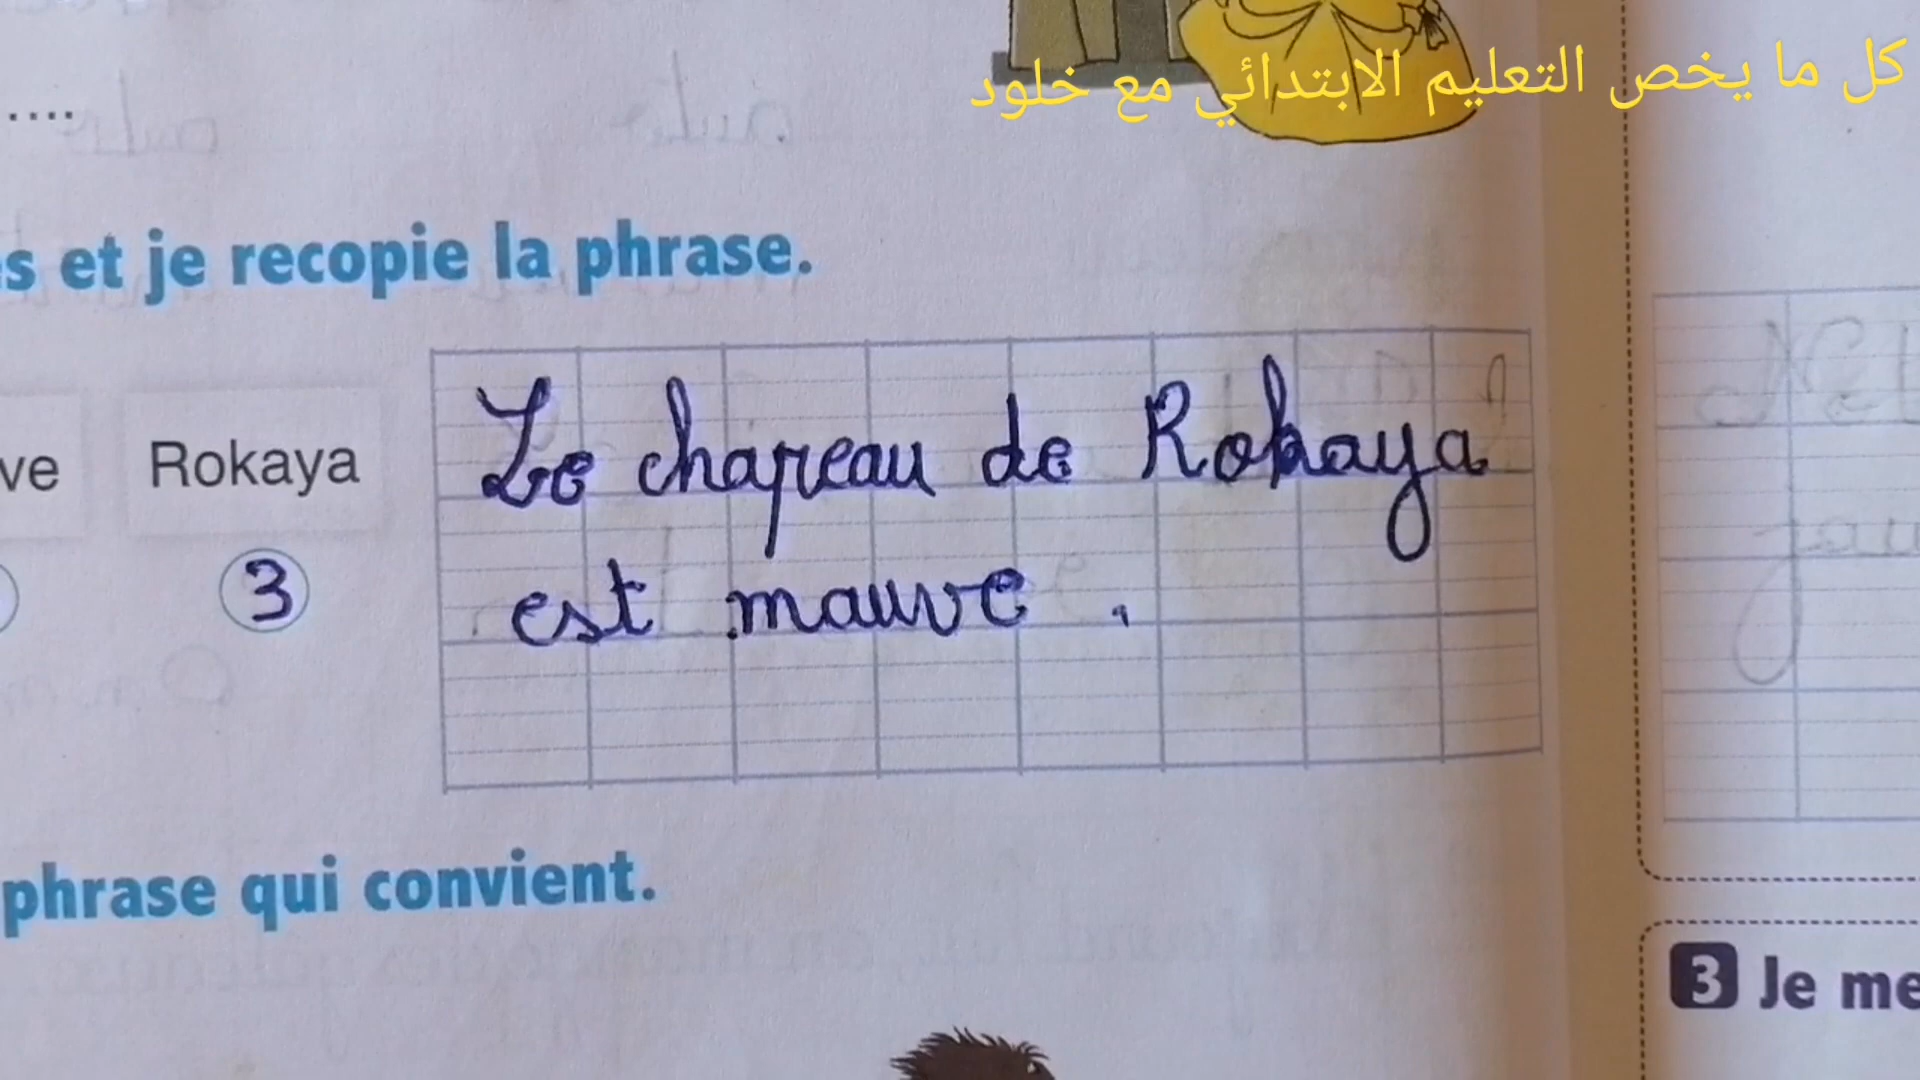 كل ما يخص التعليم الابتدائي مع خلود
....
et je recopie la phrase.
ve
Rokaya
Le chapeau de Rokaya
3
est mauve .
phrase qui convient.
3 Je me